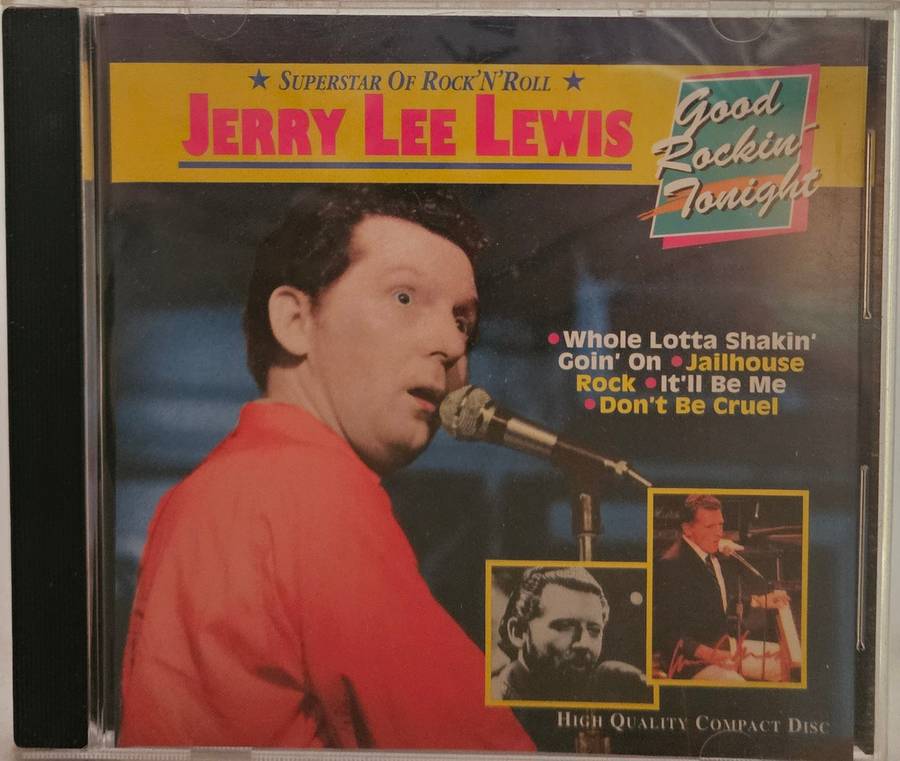 ★ SUPERSTAR OF ROCK'N'ROLL ★
JERRY LEE LEWIS
Good
Rockin'
Tonight
•Whole Lotta Shakin'
Goin' On •Jailhouse
Rock •It'll Be Me
•Don't Be Cruel
HIGH QUALITY COMPACT DISC